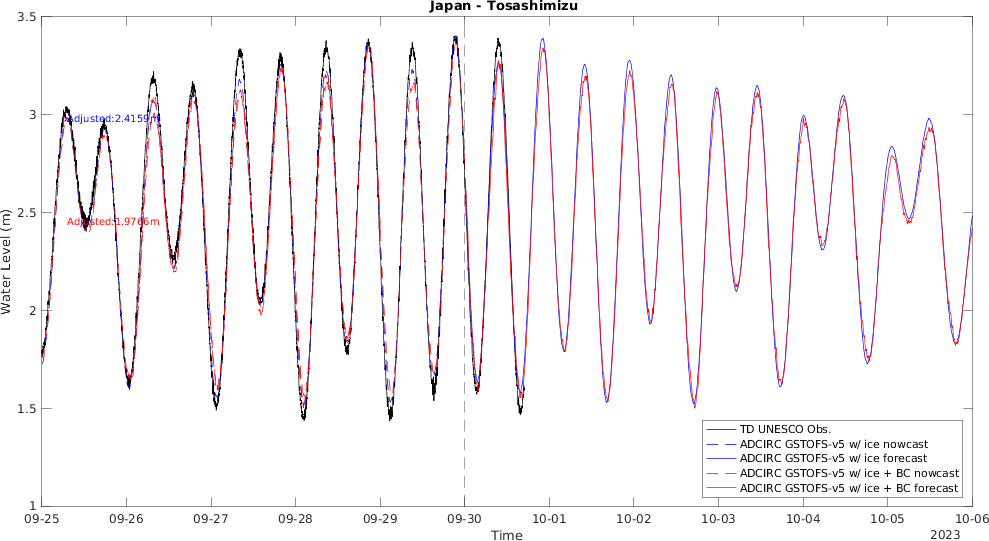 Japan - Tosashimizu
3.5
3
2.5
2
1.5
1
Water Level (m)
Adjusted:2.4159m
Adjusted:1.9766m
TD UNESCO Obs.
ADCIRC GSTOFS-v5 w/ ice nowcast
ADCIRC GSTOFS-v5 w/ ice forecast
ADCIRC GSTOFS-v5 w/ ice + BC nowcast
ADCIRC GSTOFS-v5 w/ ice + BC forecast
09-25 09-26 09-27 09-28 09-29 09-30 10-01 10-02 10-03 10-04 10-05 10-06
Time
2023